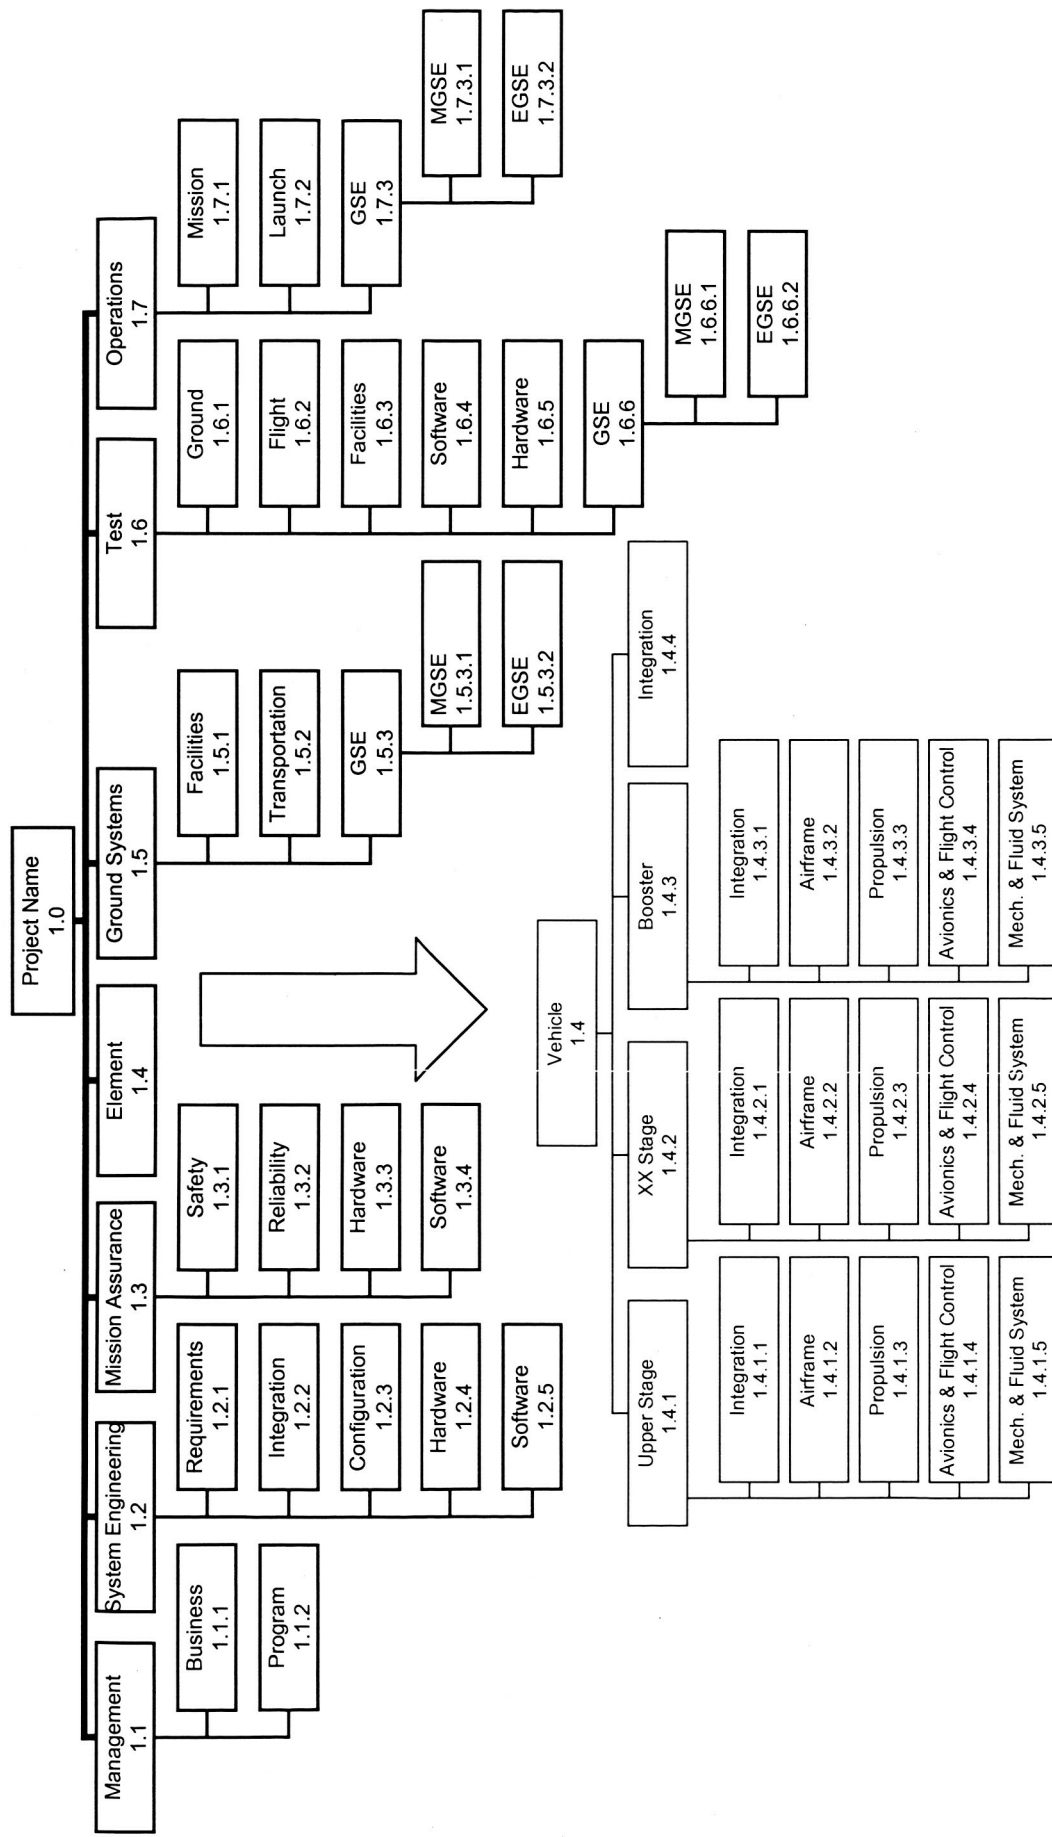 Project Name
1.0
Management
1.1
Business
1.1.1
Program
1.1.2
System Engineering
1.2
Requirements
1.2.1
Integration
1.2.2
Configuration
1.2.3
Hardware
1.2.4
Software
1.2.5
Mission Assurance
1.3
Safety
1.3.1
Reliability
1.3.2
Hardware
1.3.3
Software
1.3.4
Element
1.4
Ground Systems
1.5
Facilities
1.5.1
Transportation
1.5.2
GSE
1.5.3
MGSE
1.5.3.1
EGSE
1.5.3.2
Test
1.6
Ground
1.6.1
Flight
1.6.2
Facilities
1.6.3
Software
1.6.4
Hardware
1.6.5
GSE
1.6.6
MGSE
1.6.6.1
EGSE
1.6.6.2
Operations
1.7
Mission
1.7.1
Launch
1.7.2
GSE
1.7.3
MGSE
1.7.3.1
EGSE
1.7.3.2
Vehicle
1.4
Upper Stage
1.4.1
Integration
1.4.1.1
Airframe
1.4.1.2
Propulsion
1.4.1.3
Avionics & Flight Control
1.4.1.4
Mech. & Fluid System
1.4.1.5
XX Stage
1.4.2
Integration
1.4.2.1
Airframe
1.4.2.2
Propulsion
1.4.2.3
Avionics & Flight Control
1.4.2.4
Mech. & Fluid System
1.4.2.5
Booster
1.4.3
Integration
1.4.3.1
Airframe
1.4.3.2
Propulsion
1.4.3.3
Avionics & Flight Control
1.4.3.4
Mech. & Fluid System
1.4.3.5
Integration
1.4.4